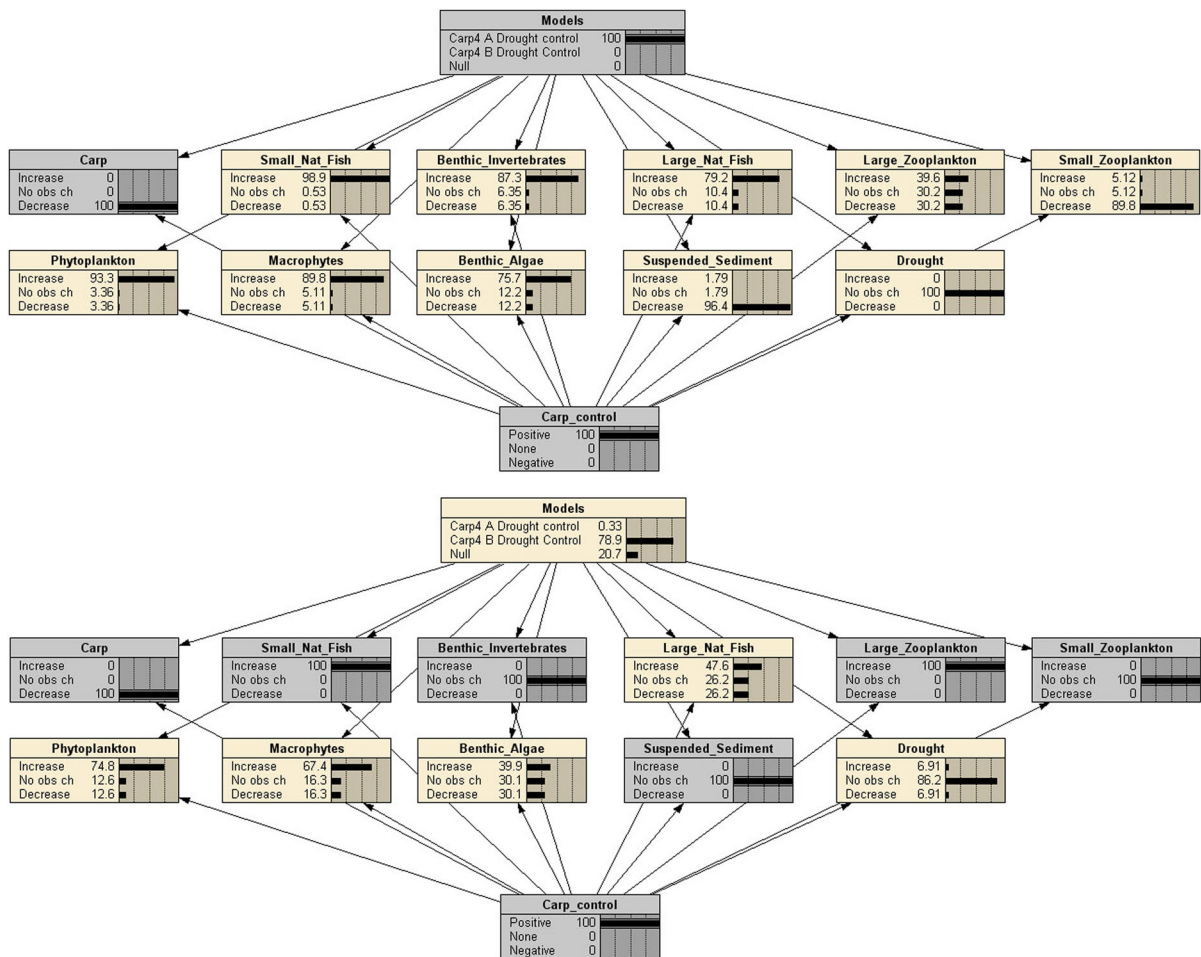 Models
Carp4 A Drought control 100
Carp4 B Drought Control 0
Null 0
Carp
Increase 0
No obs ch 0
Decrease 100
Small_Nat_Fish
Increase 98.9
No obs ch 0.53
Decrease 0.53
Benthic_Invertebrates
Increase 87.3
No obs ch 6.35
Decrease 6.35
Large_Nat_Fish
Increase 79.2
No obs ch 10.4
Decrease 10.4
Large_Zooplankton
Increase 39.6
No obs ch 30.2
Decrease 30.2
Small_Zooplankton
Increase 5.12
No obs ch 5.12
Decrease 89.8
Phytoplankton
Increase 93.3
No obs ch 3.36
Decrease 3.36
Macrophytes
Increase 89.8
No obs ch 5.11
Decrease 5.11
Benthic_Algae
Increase 75.7
No obs ch 12.2
Decrease 12.2
Suspended_Sediment
Increase 1.79
No obs ch 1.79
Decrease 96.4
Drought
Increase 0
No obs ch 100
Decrease 0
Carp_control
Positive 100
None 0
Negative 0
Models
Carp4 A Drought control 0.33
Carp4 B Drought Control 78.9
Null 20.7
Carp
Increase 0
No obs ch 0
Decrease 100
Small_Nat_Fish
Increase 100
No obs ch 0
Decrease 0
Benthic_Invertebrates
Increase 0
No obs ch 100
Decrease 0
Large_Nat_Fish
Increase 47.6
No obs ch 26.2
Decrease 26.2
Large_Zooplankton
Increase 100
No obs ch 0
Decrease 0
Small_Zooplankton
Increase 0
No obs ch 100
Decrease 0
Phytoplankton
Increase 74.8
No obs ch 12.6
Decrease 12.6
Macrophytes
Increase 67.4
No obs ch 16.3
Decrease 16.3
Benthic_Algae
Increase 39.9
No obs ch 30.1
Decrease 30.1
Suspended_Sediment
Increase 0
No obs ch 100
Decrease 0
Drought
Increase 6.91
No obs ch 86.2
Decrease 6.91
Carp_control
Positive 100
None 0
Negative 0